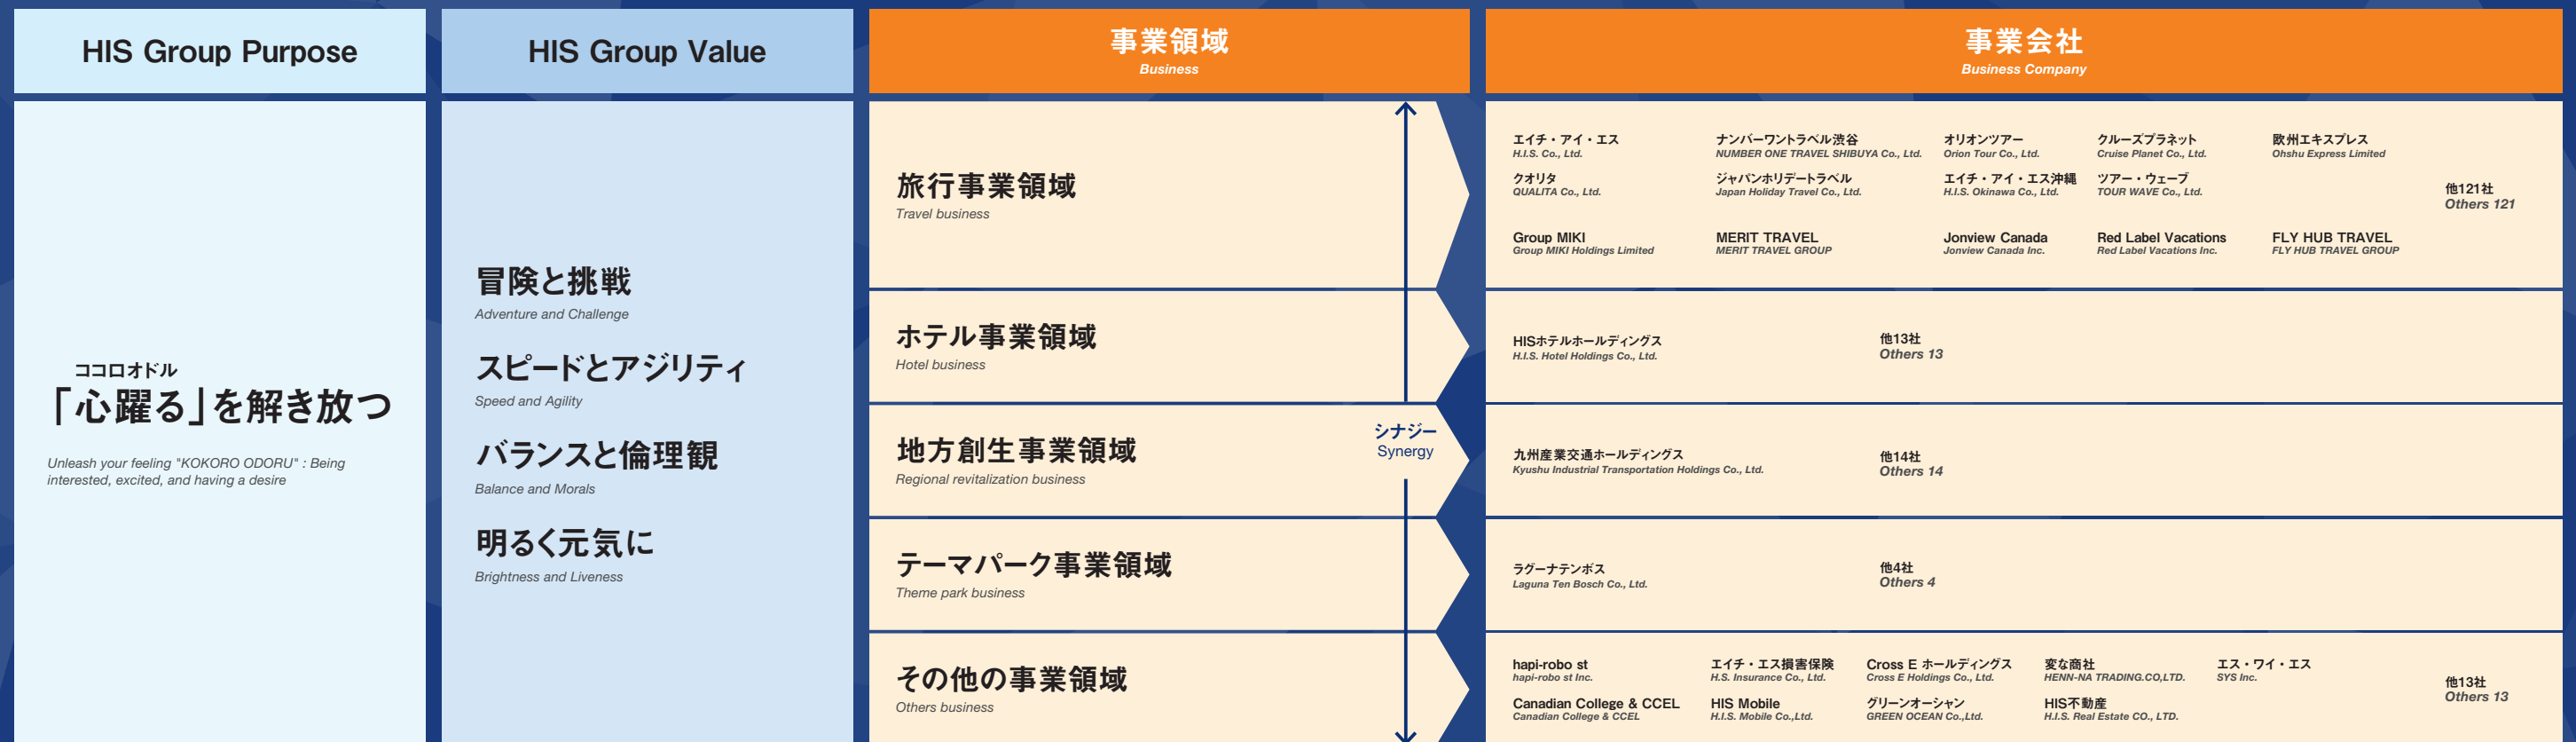 HIS Group Purpose
ココロオドル
「心躍る」を解き放つ
Unleash your feeling "KOKORO ODORU" : Being
interested, excited, and having a desire
HIS Group Value
冒険と挑戦
Adventure and Challenge
スピードとアジリティ
Speed and Agility
バランスと倫理観
Balance and Morals
明るく元気に
Brightness and Liveness
事業領域
Business
事業会社
Business Company
旅行事業領域
Travel business
エイチ・アイ・エス
H.I.S. Co., Ltd.
ナンバーワントラベル渋谷
NUMBER ONE TRAVEL SHIBUYA Co., Ltd.
オリオンツアー
Orion Tour Co., Ltd.
クルーズプラネット
Cruise Planet Co., Ltd.
欧州エキスプレス
Ohshu Express Limited
クオリタ
QUALITA Co., Ltd.
ジャパンホリデートラベル
Japan Holiday Travel Co., Ltd.
エイチ・アイ・エス沖縄
H.I.S. Okinawa Co., Ltd.
ツアー・ウェーブ
TOUR WAVE Co., Ltd.
他121社
Others 121
Group MIKI
Group MIKI Holdings Limited
MERIT TRAVEL
MERIT TRAVEL GROUP
Jonview Canada
Jonview Canada Inc.
Red Label Vacations
Red Label Vacations Inc.
FLY HUB TRAVEL
FLY HUB TRAVEL GROUP
ホテル事業領域
Hotel business
HISホテルホールディングス
H.I.S. Hotel Holdings Co., Ltd.
他13社
Others 13
地方創生事業領域
Regional revitalization business
シナジー
Synergy
九州産業交通ホールディングス
Kyushu Industrial Transportation Holdings Co., Ltd.
他14社
Others 14
テーマパーク事業領域
Theme park business
ラグーナテンボス
Laguna Ten Bosch Co., Ltd.
他4社
Others 4
その他の事業領域
Others business
hapi-robo st
hapi-robo st Inc.
エイチ・エス損害保険
H.S. Insurance Co., Ltd.
Cross E ホールディングス
Cross E Holdings Co., Ltd.
変な商社
HENN-NA TRADING.CO,LTD.
エス・ワイ・エス
SYS Inc.
他13社
Others 13
Canadian College & CCEL
Canadian College & CCEL
HIS Mobile
H.I.S. Mobile Co.,Ltd.
グリーンオーシャン
GREEN OCEAN Co.,Ltd.
HIS不動産
H.I.S. Real Estate CO., LTD.